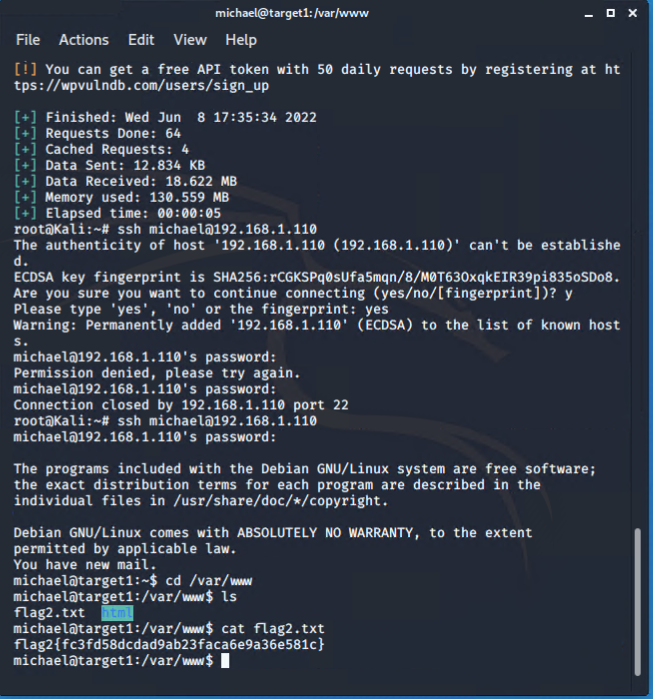 michael@target1:/var/www
File Actions Edit View Help
[!] You can get a free API token with 50 daily requests by registering at ht
tps://wpvulndb.com/users/sign_up
[+] Finished: Wed Jun  8 17:35:34 2022
[+] Requests Done: 64
[+] Cached Requests: 4
[+] Data Sent: 12.834 KB
[+] Data Received: 18.622 MB
[+] Memory used: 130.559 MB
[+] Elapsed time: 00:00:05
root@Kali:~# ssh michael@192.168.1.110
The authenticity of host '192.168.1.110 (192.168.1.110)' can't be establishe
d.
ECDSA key fingerprint is SHA256:rCGKSPq0sUfa5mqn/8/M0T63OxqkEIR39pi835oSDo8.
Are you sure you want to continue connecting (yes/no/[fingerprint])? y
Please type 'yes', 'no' or the fingerprint: yes
Warning: Permanently added '192.168.1.110' (ECDSA) to the list of known host
s.
michael@192.168.1.110's password:
Permission denied, please try again.
michael@192.168.1.110's password:
Connection closed by 192.168.1.110 port 22
root@Kali:~# ssh michael@192.168.1.110
michael@192.168.1.110's password:
The programs included with the Debian GNU/Linux system are free software;
the exact distribution terms for each program are described in the
individual files in /usr/share/doc/*/copyright.
Debian GNU/Linux comes with ABSOLUTELY NO WARRANTY, to the extent
permitted by applicable law.
You have new mail.
michael@target1:~$ cd /var/www
michael@target1:/var/www$ ls
flag2.txt  html
michael@target1:/var/www$ cat flag2.txt
flag2{fc3fd58dcdad9ab23faca6e9a36e581c}
michael@target1:/var/www$